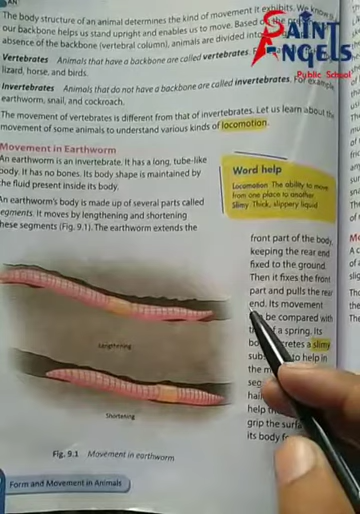 AN
The body structure of an animal determines the kind of movement it exhibits. We know
our backbone helps us stand upright and enables us to move. Based on the
absence of the backbone (vertebral column), animals are divided into
Vertebrates Animals that have a backbone are called vertebrates. For
lizard, horse, and birds.
Invertebrates Animals that do not have a backbone are called invertebrates. For example,
earthworm, snail, and cockroach.
The movement of vertebrates is different from that of invertebrates. Let us learn about the
movement of some animals to understand various kinds of locomotion.
Movement in Earthworm
An earthworm is an invertebrate. It has a long, tube-like
body. It has no bones. Its body shape is maintained by
the fluid present inside its body.
An earthworm's body is made up of several parts called
segments. It moves by lengthening and shortening
these segments (Fig. 9.1). The earthworm extends the
Word help
Locomotion The ability to move
from one place to another
Slimy Thick, slippery liquid
front part of the body,
keeping the rear end
fixed to the ground.
Then it fixes the front
part and pulls the rear
end. Its movement
be compared with
a spring. Its
slimy
to help in
the
help
grip the
its body
Lengthening
Shortening
Fig. 9.1 Movement in earthworm
Form and Movement in Animals
SAINT
ANGELS
Public School